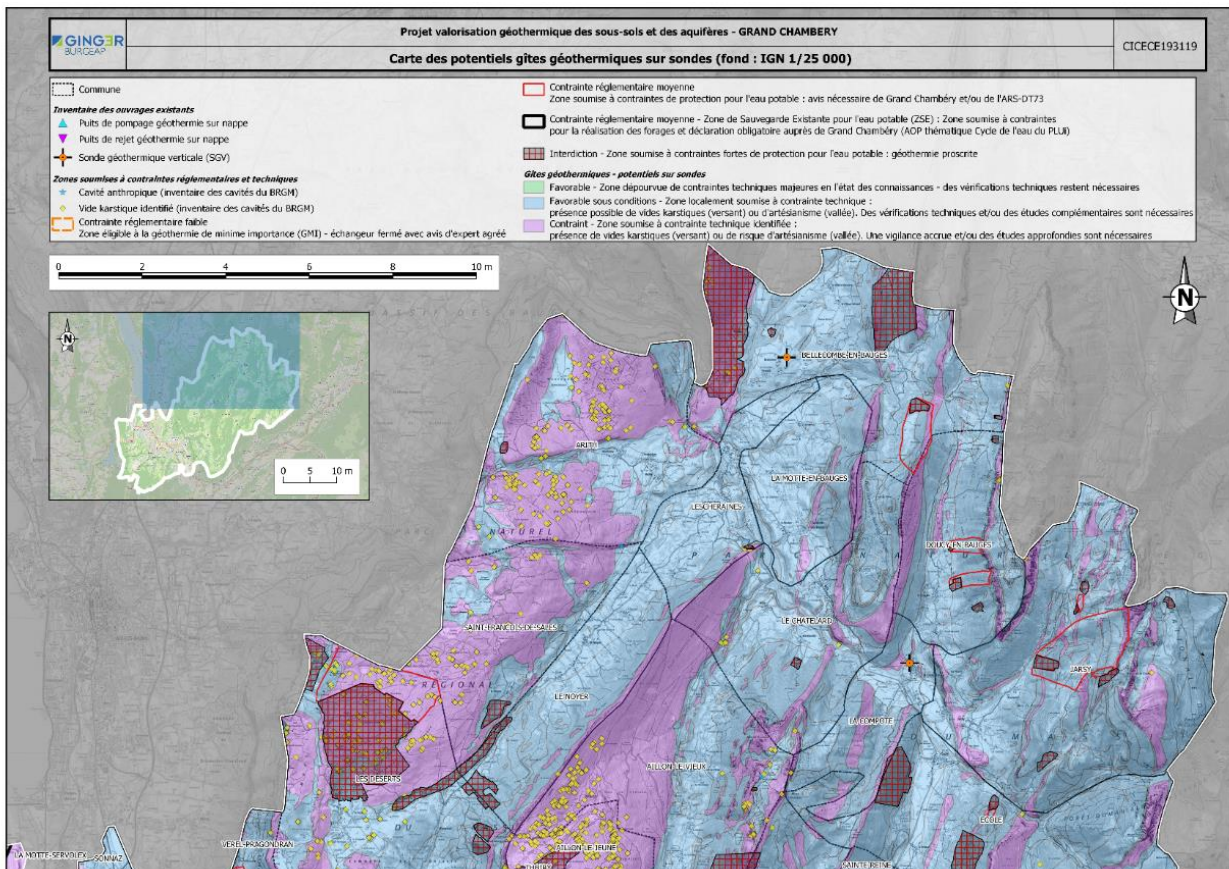 GINGER
BURGEAP
Projet valorisation géothermique des sous-sols et des aquifères - GRAND CHAMBERY
Carte des potentiels gîtes géothermiques sur sondes (fond : IGN 1/25 000)
CICECE193119
Commune
Inventaire des ouvrages existants
Puits de pompage géothermie sur nappe
Puits de rejet géothermie sur nappe
Sonde géothermique verticale (SGV)
Zones soumises à contraintes réglementaires et techniques
Cavité anthropique (inventaire des cavités du BRGM)
Vide karstique identifié (inventaire des cavités du BRGM)
Contrainte réglementaire faible
Zone éligible à la géothermie de minime importance (GMI) - échangeur fermé avec avis d'expert agréé
Contrainte réglementaire moyenne
Zone soumise à contraintes de protection pour l'eau potable : avis nécessaire de Grand Chambéry et/ou de l'ARS-DT73
Contrainte réglementaire moyenne - Zone de Sauvegarde Existante pour l'eau potable (ZSE) : Zone soumise à contraintes
pour la réalisation des forages et déclaration obligatoire auprès de Grand Chambéry (AOP thématique Cycle de l'eau du PLUI)
Interdiction - Zone soumise à contraintes fortes de protection pour l'eau potable : géothermie proscrite
Gîtes géothermiques - potentiels sur sondes
Favorable - Zone dépourvue de contraintes techniques majeures en l'état des connaissances - des vérifications techniques restent nécessaires
Favorable sous conditions - Zone localement soumise à contrainte technique :
présence possible de vides karstiques (versant) ou d'artésianisme (vallée). Des vérifications techniques et/ou des études complémentaires sont nécessaires
Contraint - Zone soumise à contrainte technique identifiée :
présence de vides karstiques (versant) ou de risque d'artésianisme (vallée). Une vigilance accrue et/ou des études approfondies sont nécessaires
0 2 4 6 8 10 m
N
N
0 5 10 m
BELLECOMBE-EN-BAUGES
ARITH
LA MOTTE-EN-BAUGES
LESCHERAINES
NATUREL
DOUCY-EN-BAUGES
LE CHATELARD
SAINT-FRANCOIS-DE-SALES
JARSY
REGIONAL
LE NOYER
LA COMPOTE
LES DESERTS
AILLON-LE-VIEUX
DU
ECOLE
VEREL-PRAGONDRAN
AILLON-LE-JEUNE
LA MOTTE-SERVOLEX
SONNAZ
THOIRY
SAINTE-REINE